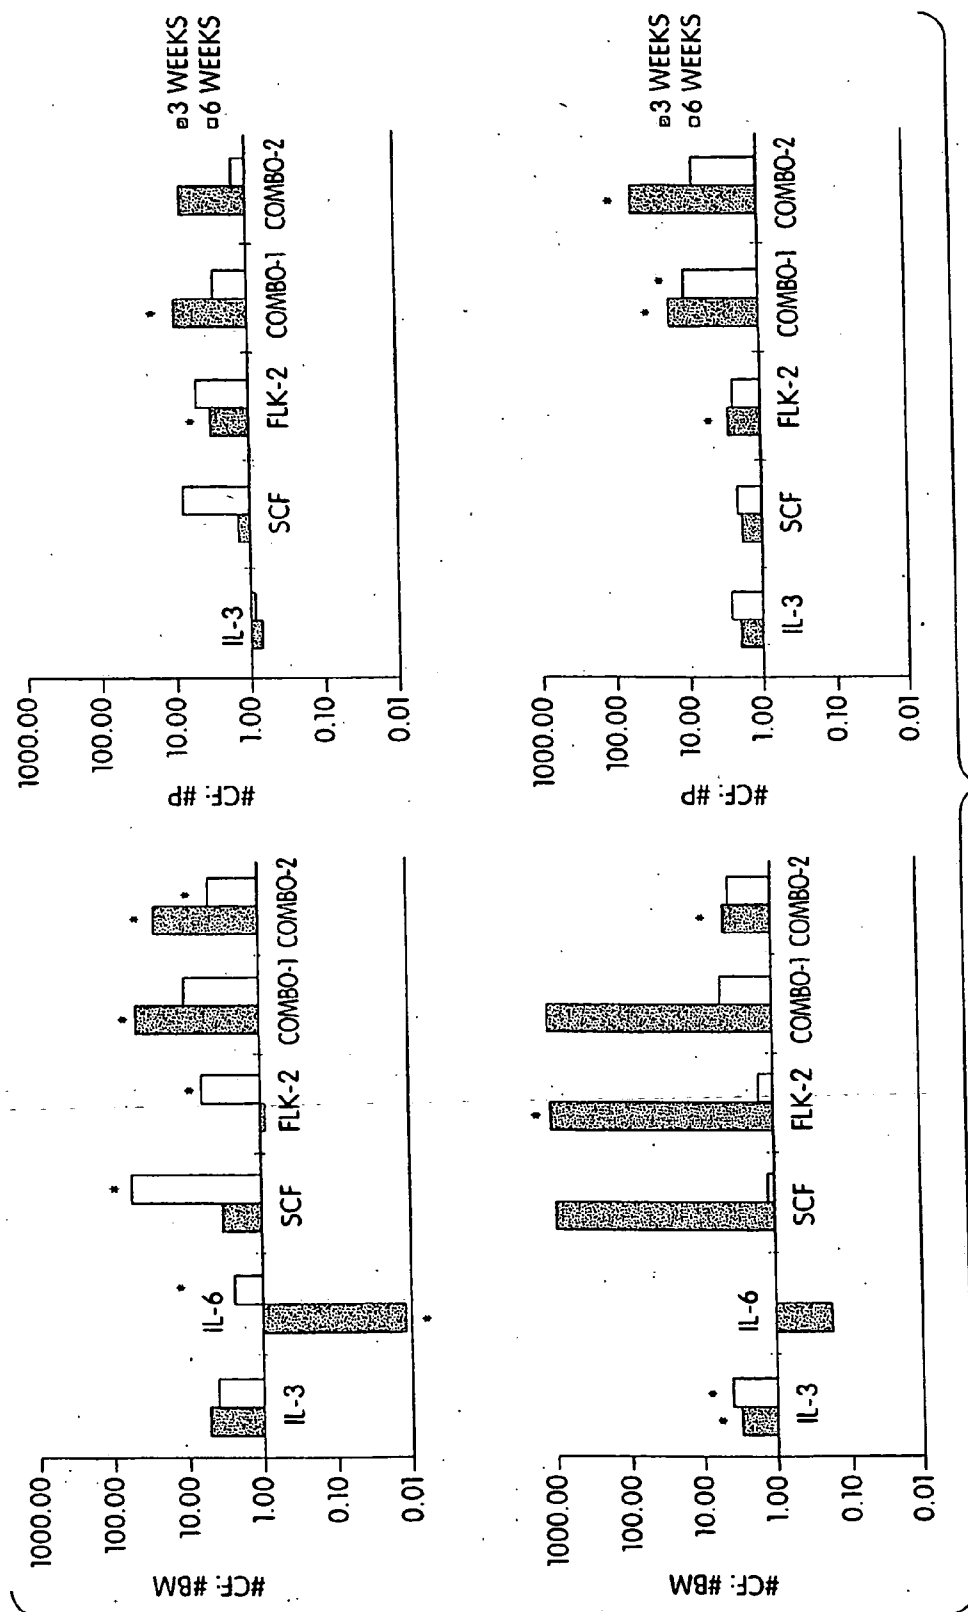 #CF: #BM
1000.00
100.00
10.00
1.00
0.10
0.01
IL-3
IL-6
SCF
FLK-2
COMBO-1
COMBO-2
*
*
*
*
*
*
*
#CF: #P
1000.00
100.00
10.00
1.00
0.10
0.01
IL-3
SCF
FLK-2
COMBO-1
COMBO-2
*
*
3 WEEKS
6 WEEKS
#CF: #BM
1000.00
100.00
10.00
1.00
0.10
0.01
IL-3
IL-6
SCF
FLK-2
COMBO-1
COMBO-2
*
*
*
*
#CF: #P
1000.00
100.00
10.00
1.00
0.10
0.01
IL-3
SCF
FLK-2
COMBO-1
COMBO-2
*
*
*
*
3 WEEKS
6 WEEKS